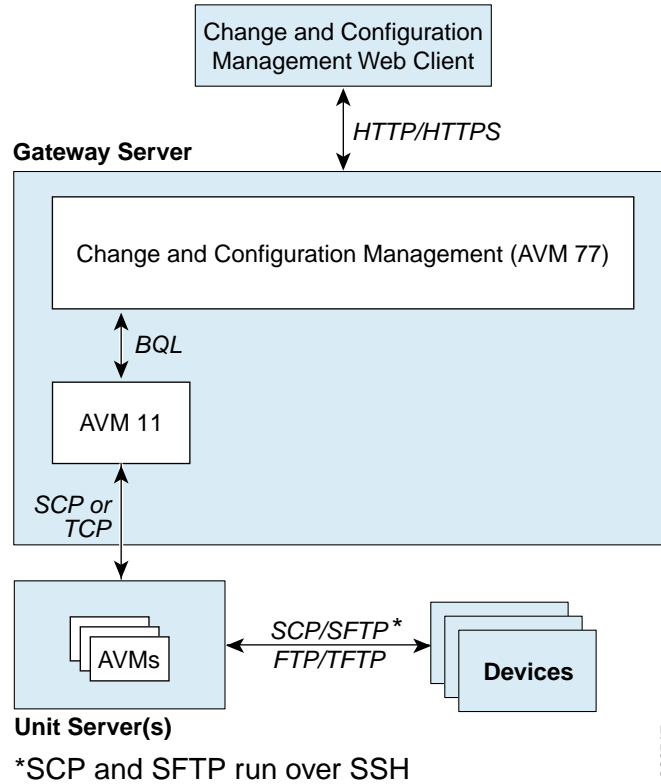 Change and Configuration
Management Web Client
HTTP/HTTPS
Gateway Server
Change and Configuration Management (AVM 77)
BQL
AVM 11
SCP or
TCP
SCP/SFTP*
FTP/TFTP
AVMs
Devices
Unit Server(s)
*SCP and SFTP run over SSH